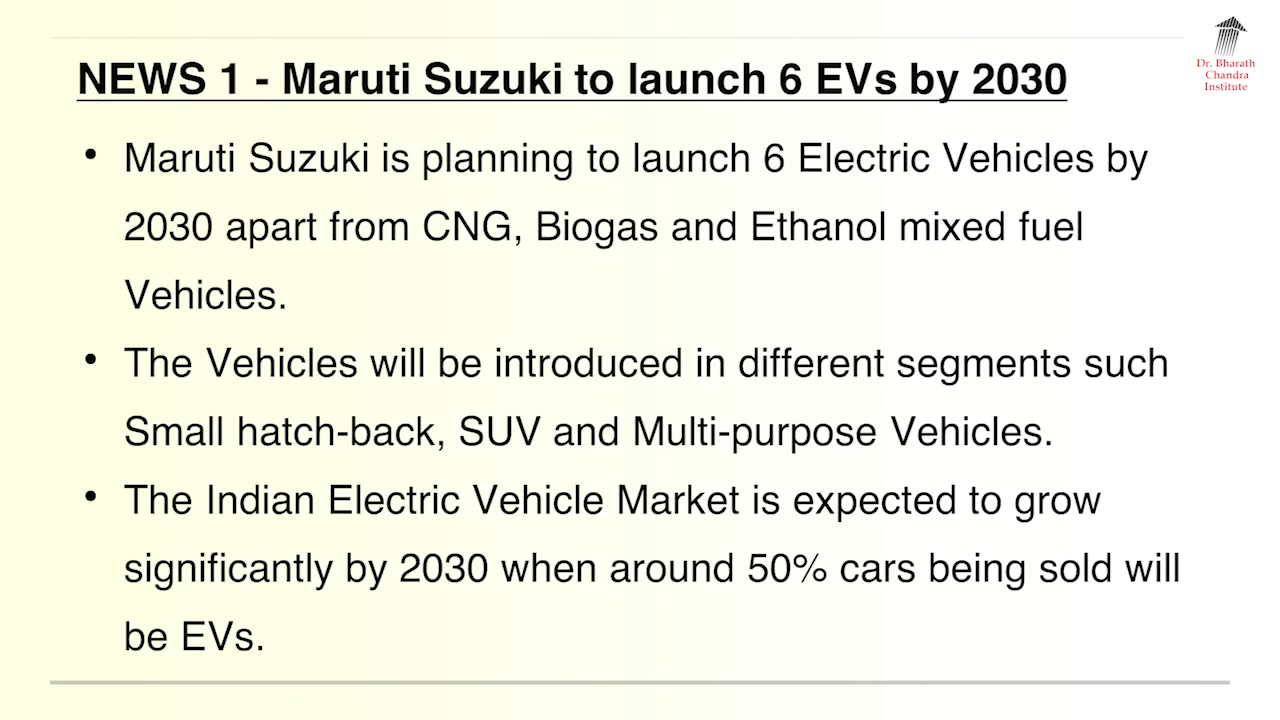 Dr. Bharath
Chandra
Institute
NEWS 1 - Maruti Suzuki to launch 6 EVs by 2030
• Maruti Suzuki is planning to launch 6 Electric Vehicles by
2030 apart from CNG, Biogas and Ethanol mixed fuel
Vehicles.
• The Vehicles will be introduced in different segments such
Small hatch-back, SUV and Multi-purpose Vehicles.
• The Indian Electric Vehicle Market is expected to grow
significantly by 2030 when around 50% cars being sold will
be EVs.